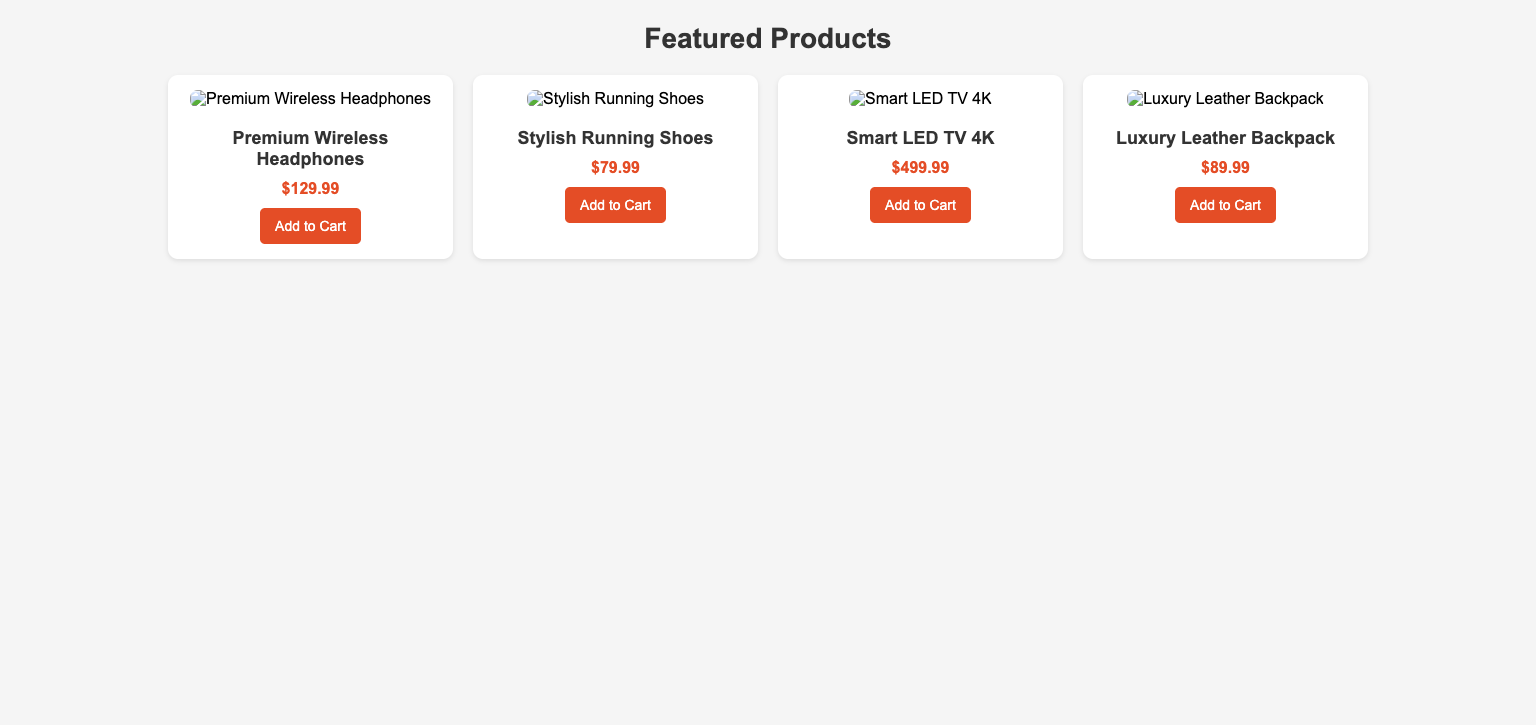 Featured Products
Premium Wireless Headphones
Premium Wireless
Headphones
$129.99
Add to Cart
Stylish Running Shoes
Stylish Running Shoes
$79.99
Add to Cart
Smart LED TV 4K
Smart LED TV 4K
$499.99
Add to Cart
Luxury Leather Backpack
Luxury Leather Backpack
$89.99
Add to Cart